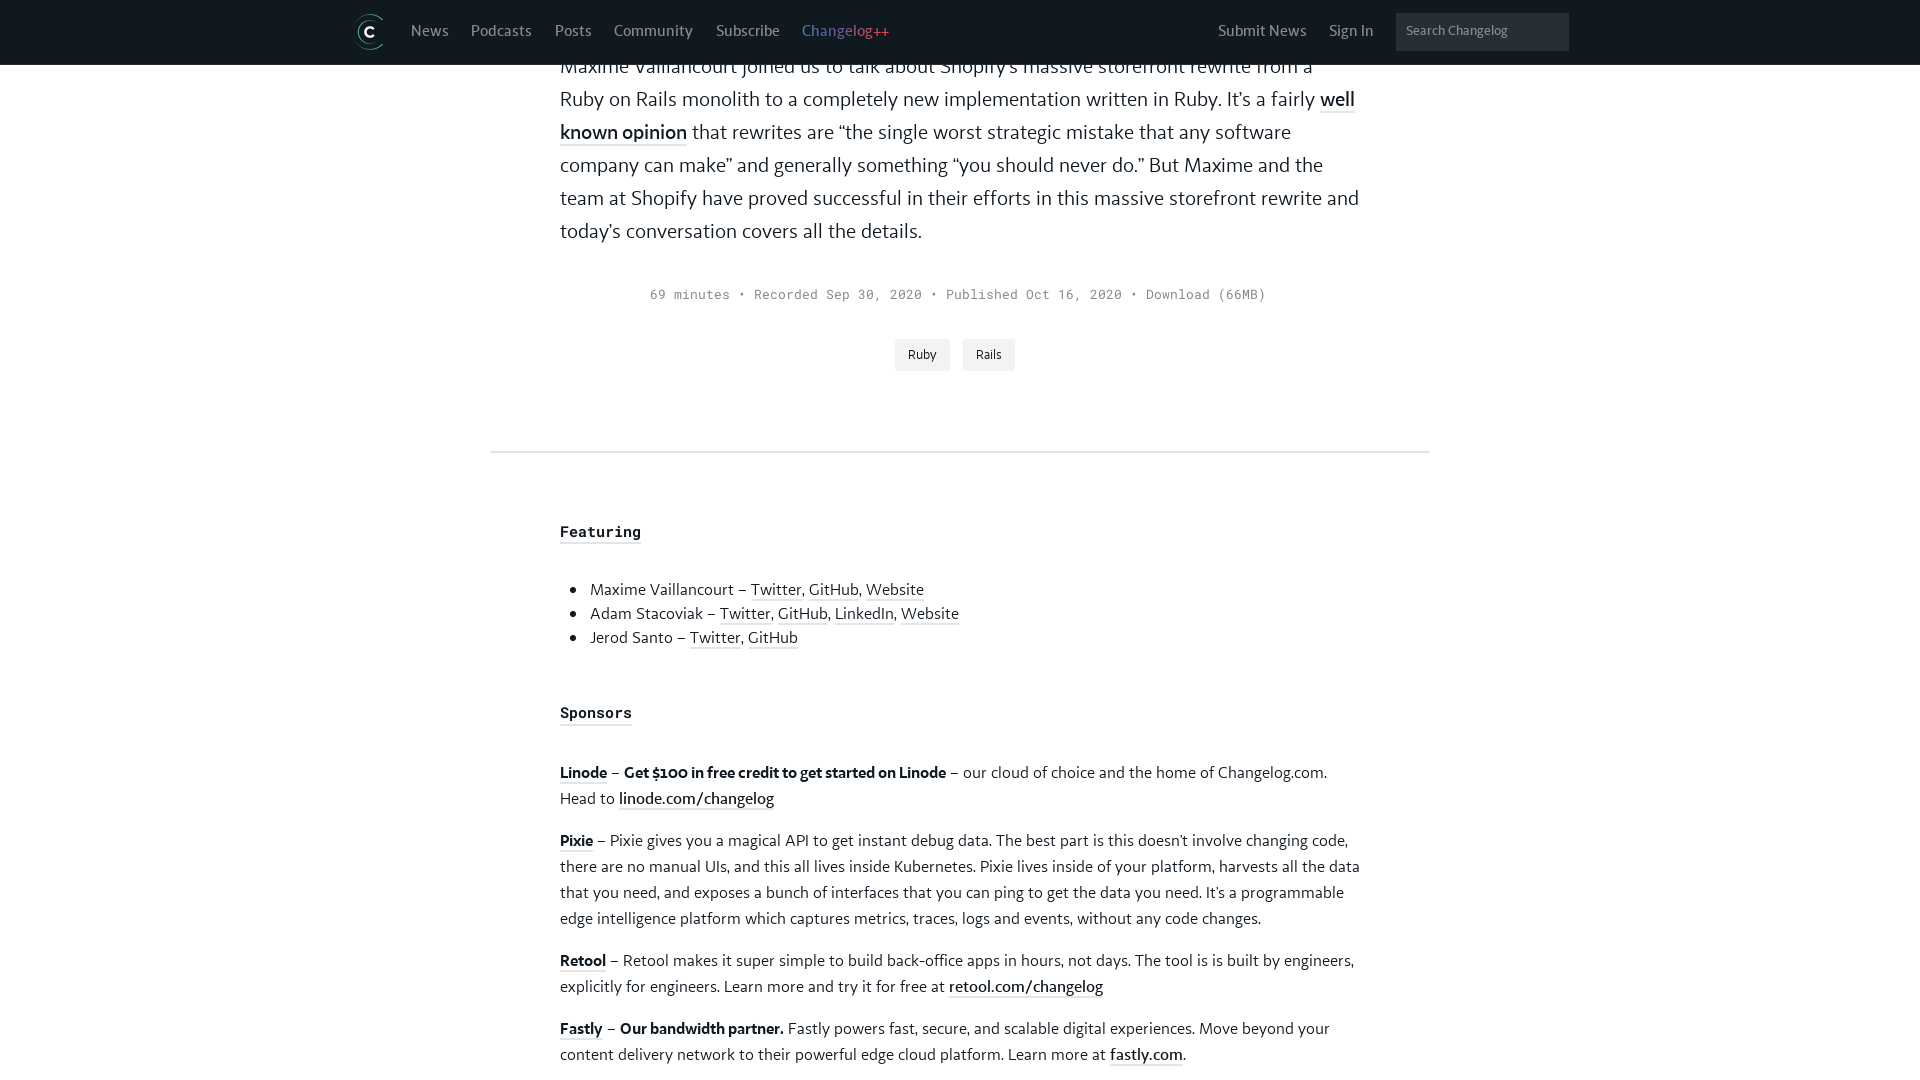 C News Podcasts Posts Community Subscribe Changelog++ Submit News Sign In Search Changelog
Maxime Vaillancourt joined us to talk about Shopify’s massive storefront rewrite from a
Ruby on Rails monolith to a completely new implementation written in Ruby. It’s a fairly well
known opinion that rewrites are “the single worst strategic mistake that any software
company can make” and generally something “you should never do.” But Maxime and the
team at Shopify have proved successful in their efforts in this massive storefront rewrite and
today’s conversation covers all the details.
69 minutes • Recorded Sep 30, 2020 • Published Oct 16, 2020 • Download (66MB)
Ruby Rails
Featuring
• Maxime Vaillancourt – Twitter, GitHub, Website
• Adam Stacoviak – Twitter, GitHub, LinkedIn, Website
• Jerod Santo – Twitter, GitHub
Sponsors
Linode – Get $100 in free credit to get started on Linode – our cloud of choice and the home of Changelog.com.
Head to linode.com/changelog
Pixie – Pixie gives you a magical API to get instant debug data. The best part is this doesn’t involve changing code,
there are no manual UIs, and this all lives inside Kubernetes. Pixie lives inside of your platform, harvests all the data
that you need, and exposes a bunch of interfaces that you can ping to get the data you need. It’s a programmable
edge intelligence platform which captures metrics, traces, logs and events, without any code changes.
Retool – Retool makes it super simple to build back-office apps in hours, not days. The tool is is built by engineers,
explicitly for engineers. Learn more and try it for free at retool.com/changelog
Fastly – Our bandwidth partner. Fastly powers fast, secure, and scalable digital experiences. Move beyond your
content delivery network to their powerful edge cloud platform. Learn more at fastly.com.